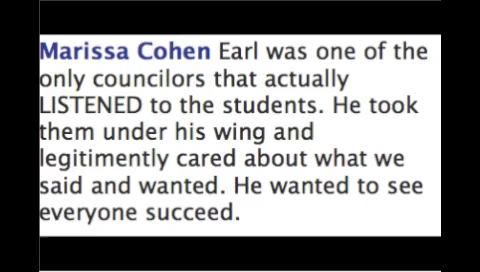 Marissa Cohen Earl was one of the
only councilors that actually
LISTENED to the students. He took
them under his wing and
legitimently cared about what we
said and wanted. He wanted to see
everyone succeed.